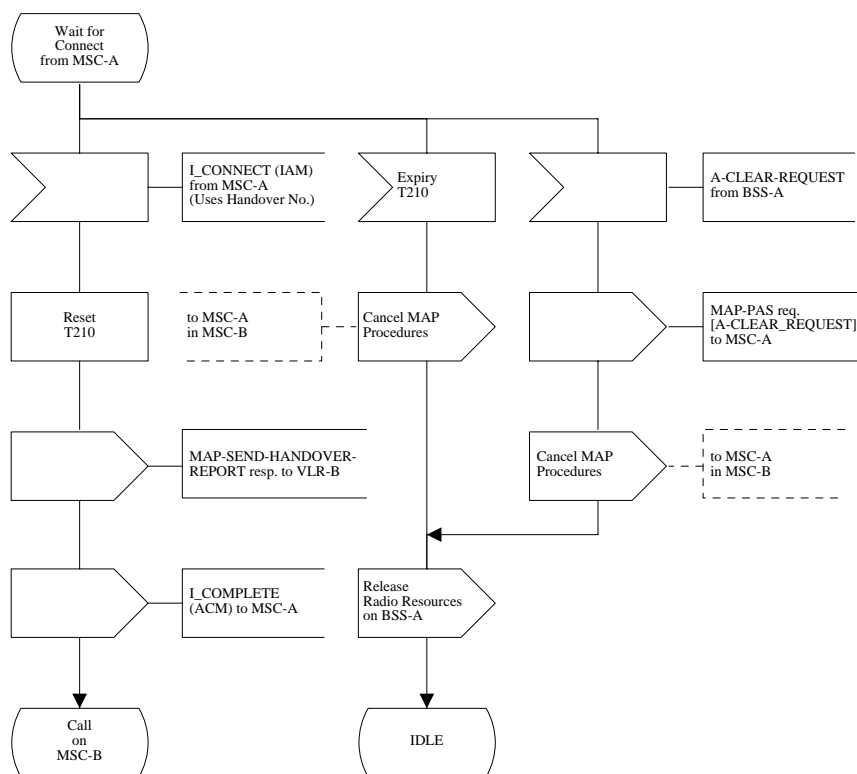 Wait for
Connect
from MSC-A
I_CONNECT (IAM)
from MSC-A
(Uses Handover No.)
Expiry
T210
A-CLEAR-REQUEST
from BSS-A
Reset
T210
to MSC-A
in MSC-B
Cancel MAP
Procedures
MAP-PAS req.
[A-CLEAR_REQUEST]
to MSC-A
MAP-SEND-HANDOVER-
REPORT resp. to VLR-B
Cancel MAP
Procedures
to MSC-A
in MSC-B
I_COMPLETE
(ACM) to MSC-A
Release
Radio Resources
on BSS-A
Call
on
MSC-B
IDLE